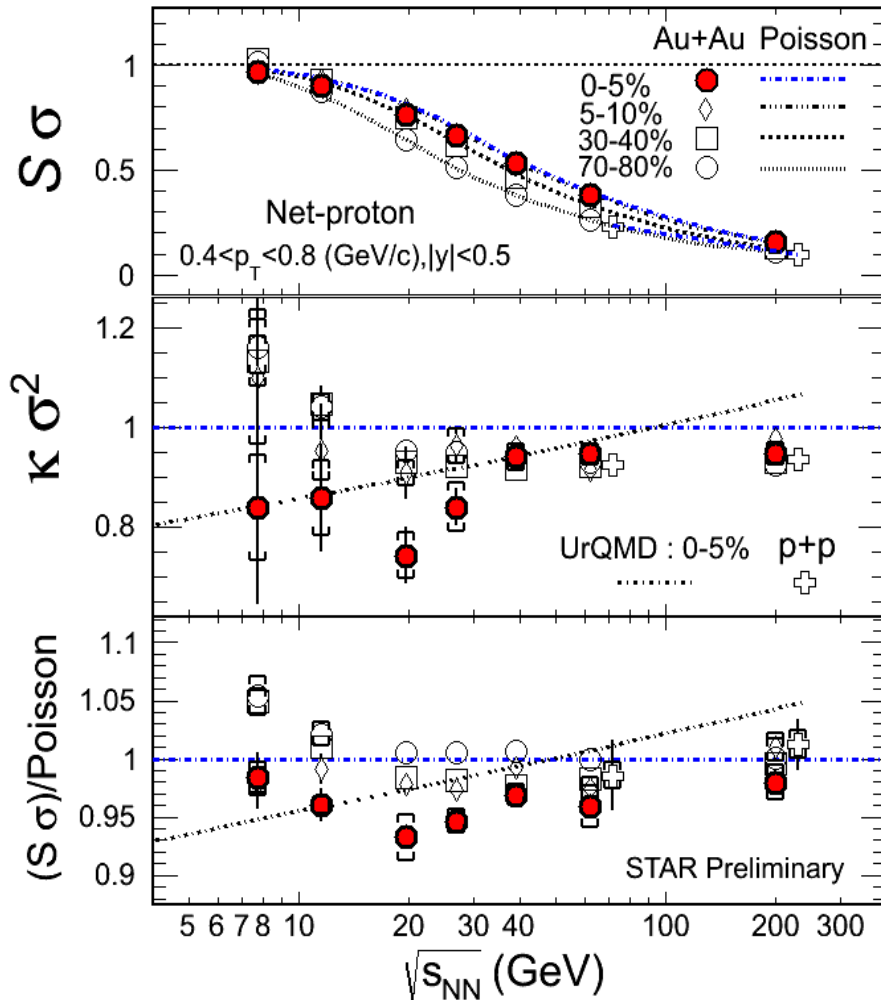 Au+Au Poisson
0-5%
5-10%
30-40%
70-80%
Net-proton
0.4<p_T<0.8 (GeV/c),|y|<0.5
S σ
1
0.5
0
κ σ²
1.2
1
0.8
UrQMD : 0-5% p+p
(S σ)/Poisson
1.1
1.05
1
0.95
0.9
STAR Preliminary
5 6 7 8 10 20 30 40 100 200 300
√s_NN (GeV)